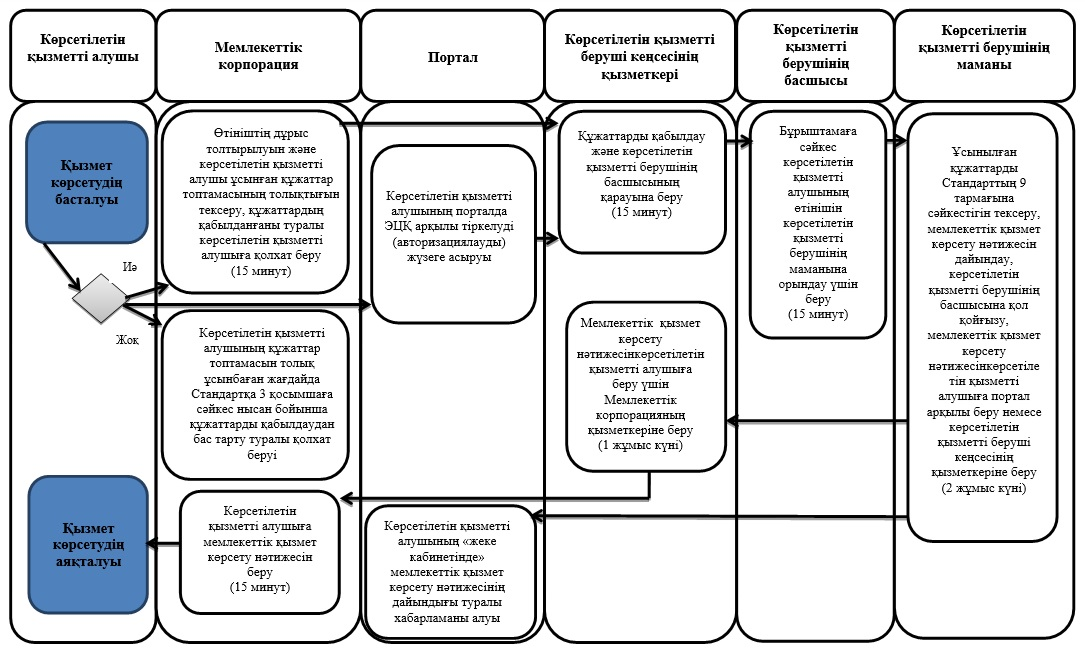 Көрсетілетін
қызметті алушы
Мемлекеттік
корпорация
Портал
Көрсетілетін қызметті
беруші кеңсесінің
қызметкері
Көрсетілетін
қызметті
берушінің
басшысы
Көрсетілетін
қызметті берушінің
маманы
Қызмет
көрсетудің
басталуы
Иә
Жоқ
Өтініштің дұрыс
толтырылуын және
көрсетілетін қызметті
алушы ұсынған құжаттар
топтамасының толықтығын
тексеру, құжаттардың
қабылданғаны туралы
көрсетілетін қызметті
алушыға қолхат беру
(15 минут)
Көрсетілетін қызметті
алушының порталда
ЭЦҚ арқылы тіркелуді
(авторизациялауды)
жүзеге асыруы
Құжаттарды қабылдау
және көрсетілетін
қызметті берушінің
басшысының
қарауына беру
(15 минут)
Бұрыштамаға
сәйкес
көрсетілетін
қызметті
алушының
өтінішін
көрсетілетін
қызметті
берушінің
маманына
орындау үшін
беру
(15 минут)
Ұсынылған
құжаттарды
Стандарттың 9
тармағына
сәйкестігін тексеру,
мемлекеттік қызмет
көрсету нәтижесін
дайындау,
көрсетілетін
қызметті берушінің
басшысына қол
қойғызу,
мемлекеттік қызмет
көрсету
нәтижесінкөрсетіле
тін қызметті
алушыға портал
арқылы беру немесе
көрсетілетін
қызметті беруші
кеңсесінің
қызметкеріне беру
(2 жұмыс күні)
Көрсетілетін қызметті
алушының құжаттар
топтамасын толық
ұсынбаған жағдайда
Стандартқа 3 қосымшаға
сәйкес нысан бойынша
құжаттарды қабылдаудан
бас тарту туралы қолхат
беруі
Мемлекеттік қызмет
көрсету
нәтижесінкөрсетілетін
қызметті алушыға
беру үшін
Мемлекеттік
корпорацияның
қызметкеріне беру
(1 жұмыс күні)
Қызмет
көрсетудің
аяқталуы
Көрсетілетін
қызметті алушыға
мемлекеттік қызмет
көрсету нәтижесін
беру
(15 минут)
Көрсетілетін қызметті
алушының «жеке
кабинетінде»
мемлекеттік қызмет
көрсету нәтижесінің
дайындығы туралы
хабарламаны алуы